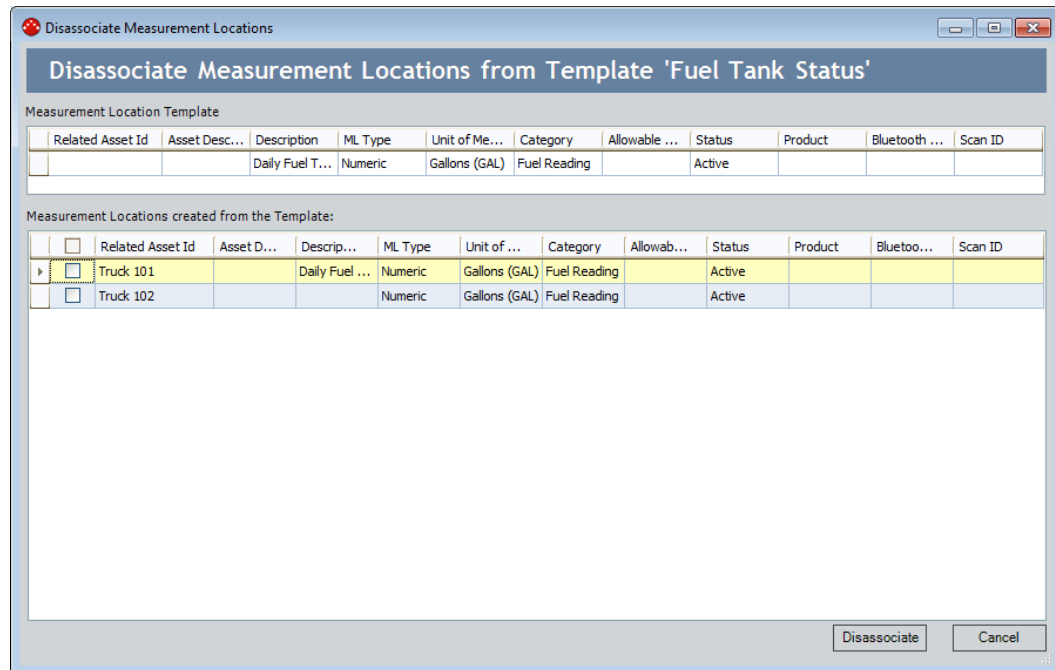 Disassociate Measurement Locations
Disassociate Measurement Locations from Template 'Fuel Tank Status'
Measurement Location Template
Related Asset Id Asset Desc... Description ML Type Unit of Me... Category Allowable ... Status Product Bluetooth ... Scan ID
Daily Fuel T... Numeric Gallons (GAL) Fuel Reading Active
Measurement Locations created from the Template:
Related Asset Id Asset D... Descrip... ML Type Unit of ... Category Allowab... Status Product Bluetoo... Scan ID
Truck 101 Daily Fuel ... Numeric Gallons (GAL) Fuel Reading Active
Truck 102 Numeric Gallons (GAL) Fuel Reading Active
Disassociate Cancel